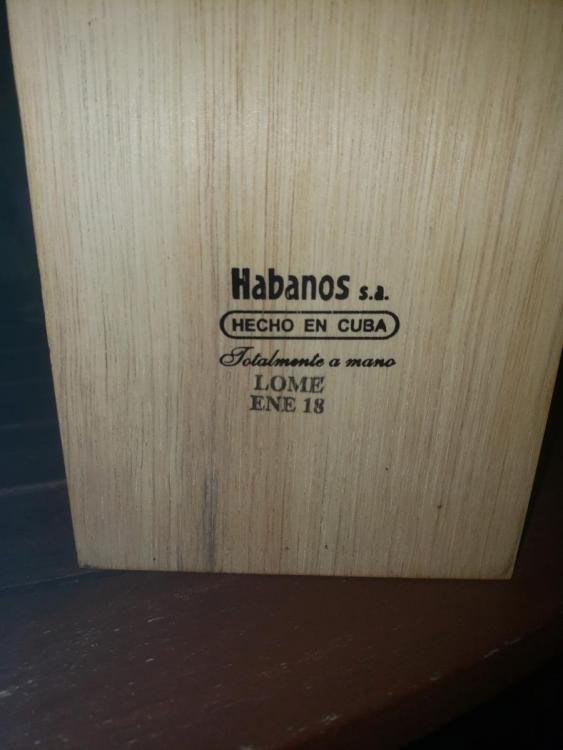 Habanos s.a.
HECHO EN CUBA
Totalmente a mano
LOME
ENE 18